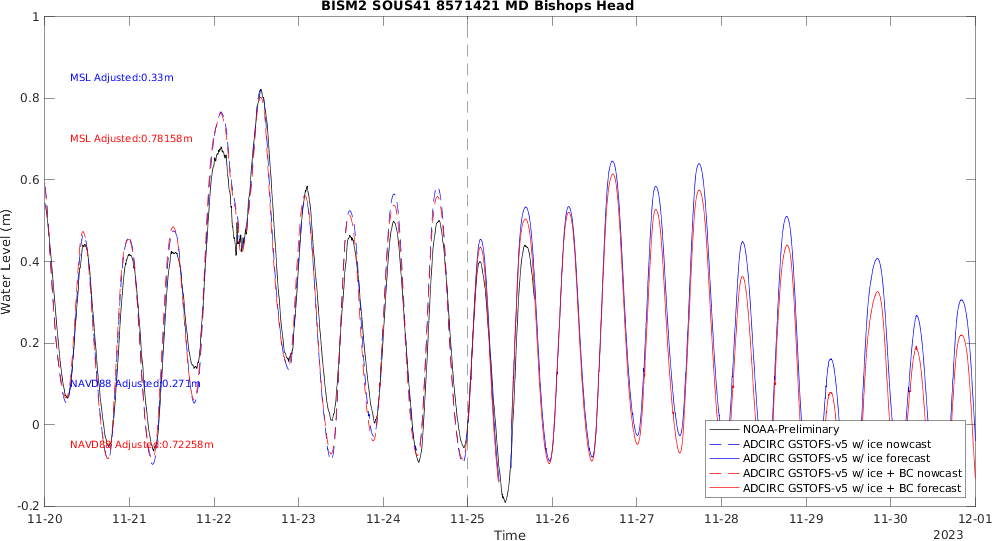 BISM2 SOUS41 8571421 MD Bishops Head
1
0.8
0.6
0.4
0.2
0
-0.2
Water Level (m)
MSL Adjusted:0.33m
MSL Adjusted:0.78158m
NAVD88 Adjusted:0.271m
NAVD88 Adjusted:0.72258m
NOAA-Preliminary
ADCIRC GSTOFS-v5 w/ ice nowcast
ADCIRC GSTOFS-v5 w/ ice forecast
ADCIRC GSTOFS-v5 w/ ice + BC nowcast
ADCIRC GSTOFS-v5 w/ ice + BC forecast
11-20 11-21 11-22 11-23 11-24 11-25 11-26 11-27 11-28 11-29 11-30 12-01
Time
2023